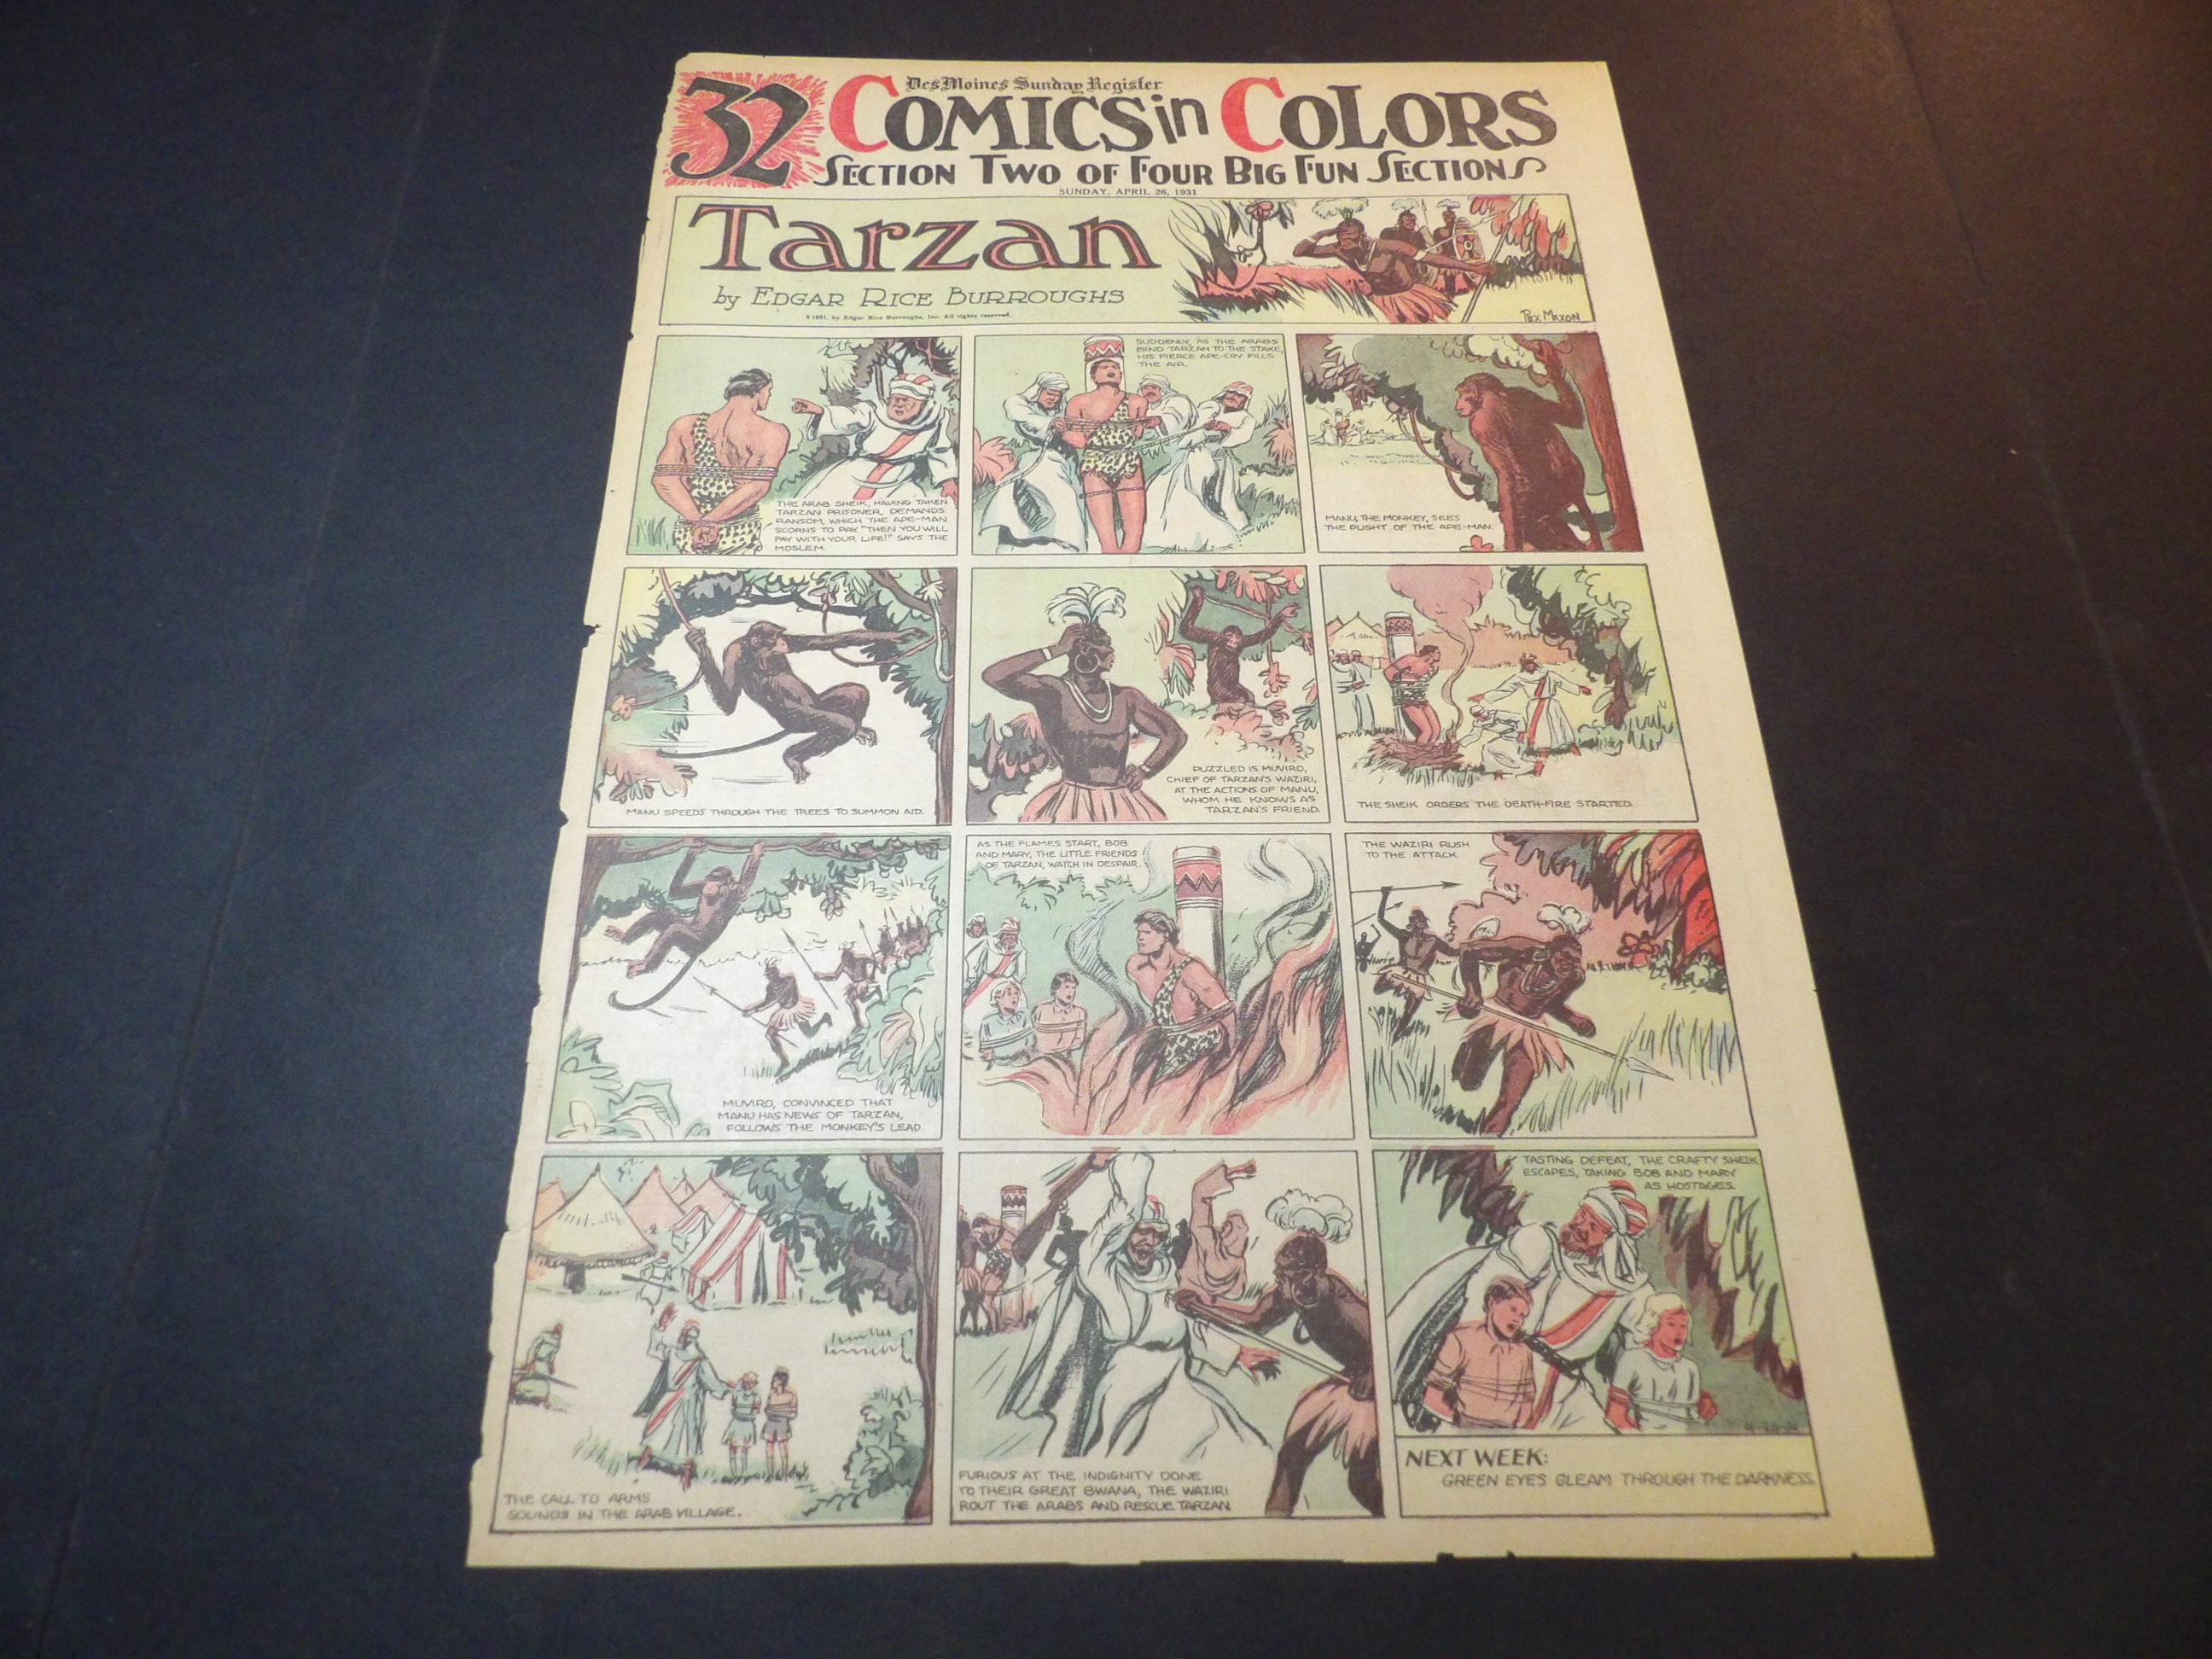 32
Des Moines Sunday Register
COMICS in COLORS
SECTION TWO OF FOUR BIG FUN SECTIONS
SUNDAY, APRIL 26, 1931
Tarzan
by EDGAR RICE BURROUGHS
© 1931, by Edgar Rice Burroughs, Inc. All rights reserved.
REX MAXON
THE ARAB SHEIK, HAVING TAKEN
TARZAN PRISONER, DEMANDS
RANSOM, WHICH THE APE-MAN
SCORNS TO PAY. "THEN YOU WILL
PAY WITH YOUR LIFE!" SAYS THE
MOSLEM.
SUDDENLY, AS THE ARABS
BIND TARZAN TO THE STAKE,
HIS FIERCE APE-CRY FILLS
THE AIR.
MANU, THE MONKEY, SEES
THE PLIGHT OF THE APE-MAN.
MANU SPEEDS THROUGH THE TREES TO SUMMON AID.
PUZZLED IS MUVIRO,
CHIEF OF TARZAN'S WAZIRI,
AT THE ACTIONS OF MANU,
WHOM HE KNOWS AS
TARZAN'S FRIEND.
THE SHEIK ORDERS THE DEATH-FIRE STARTED.
MUVIRO, CONVINCED THAT
MANU HAS NEWS OF TARZAN,
FOLLOWS THE MONKEY'S LEAD.
AS THE FLAMES START, BOB
AND MARY, THE LITTLE FRIENDS
OF TARZAN, WATCH IN DESPAIR.
THE WAZIRI RUSH
TO THE ATTACK.
THE CALL TO ARMS
SOUNDS IN THE ARAB VILLAGE.
FURIOUS AT THE INDIGNITY DONE
TO THEIR GREAT BWANA, THE WAZIRI
ROUT THE ARABS AND RESCUE TARZAN.
TASTING DEFEAT, THE CRAFTY SHEIK
ESCAPES, TAKING BOB AND MARY
AS HOSTAGES.
NEXT WEEK:
GREEN EYES GLEAM THROUGH THE DARKNESS.